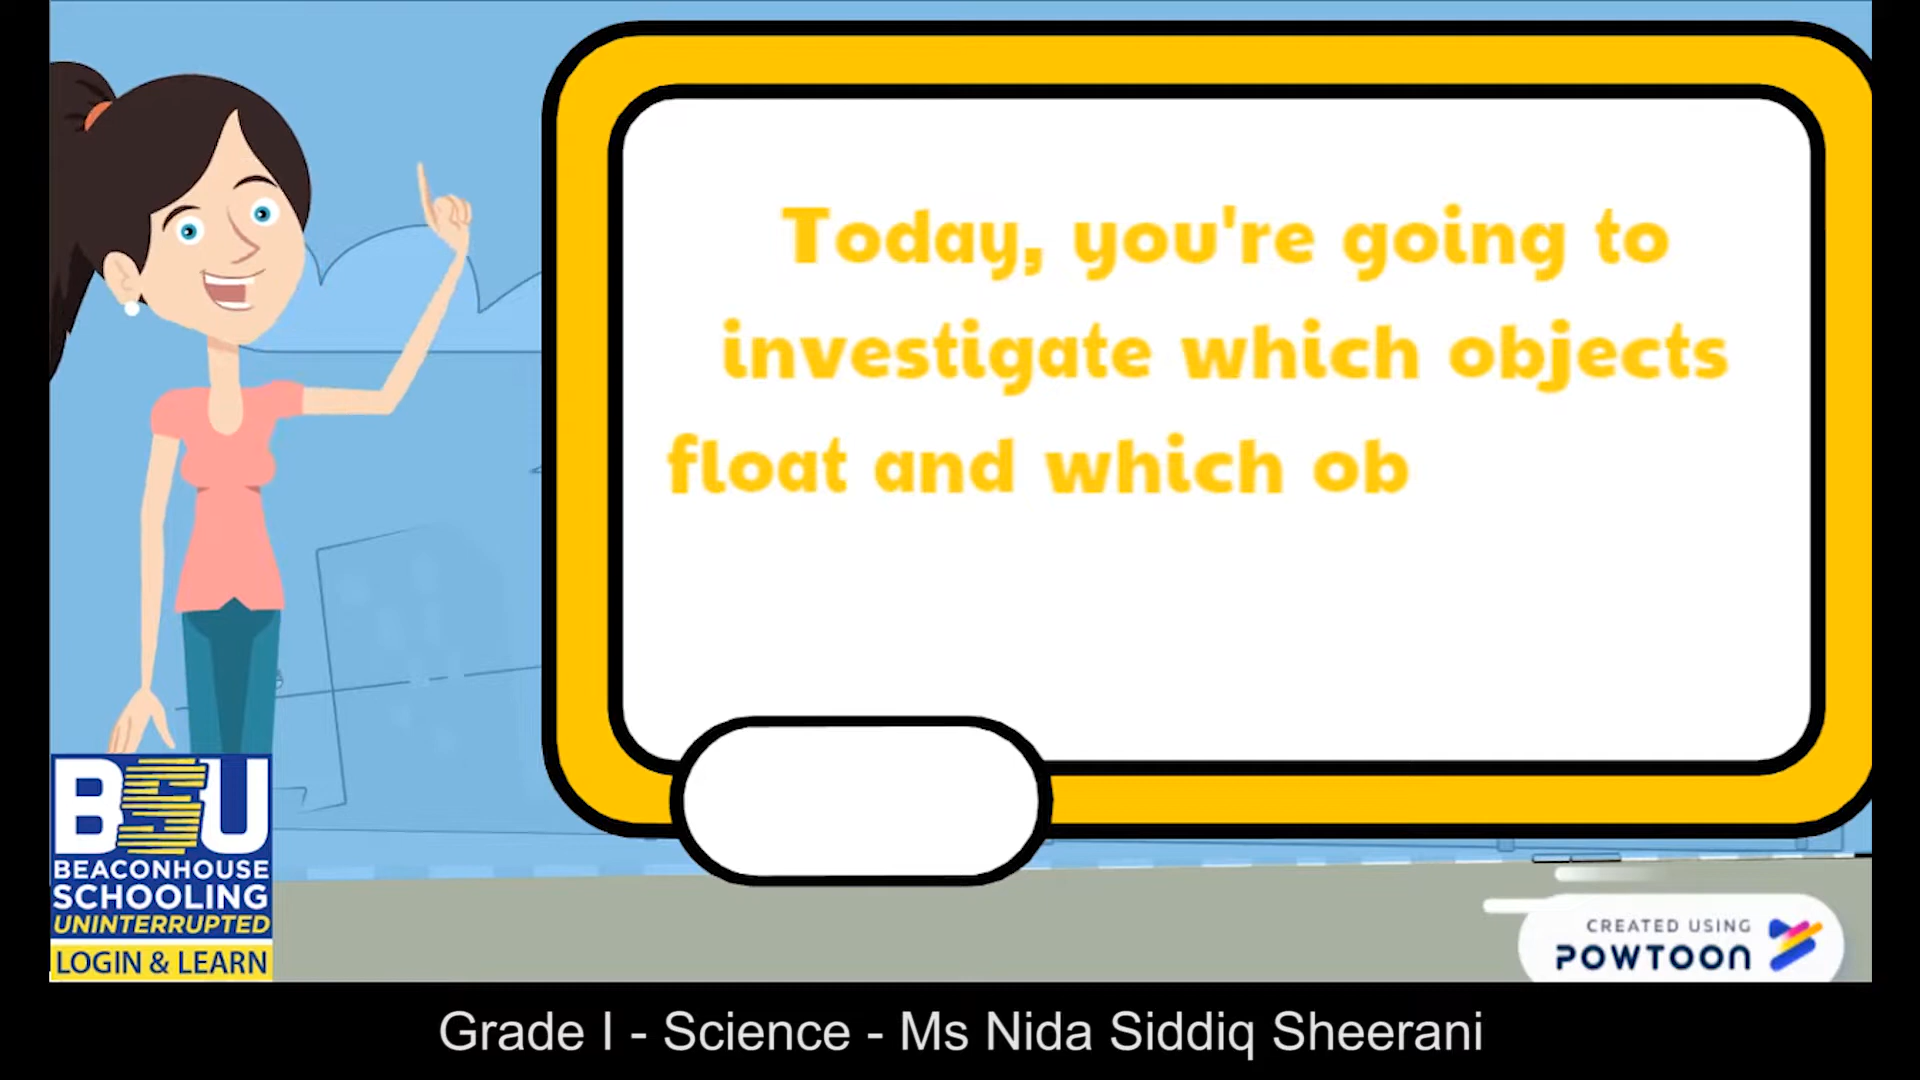 Today, you're going to
investigate which objects
float and which ob
BSU
BEACONHOUSE
SCHOOLING
UNINTERRUPTED
LOGIN & LEARN
CREATED USING
POWTOON
Grade I - Science - Ms Nida Siddiq Sheerani